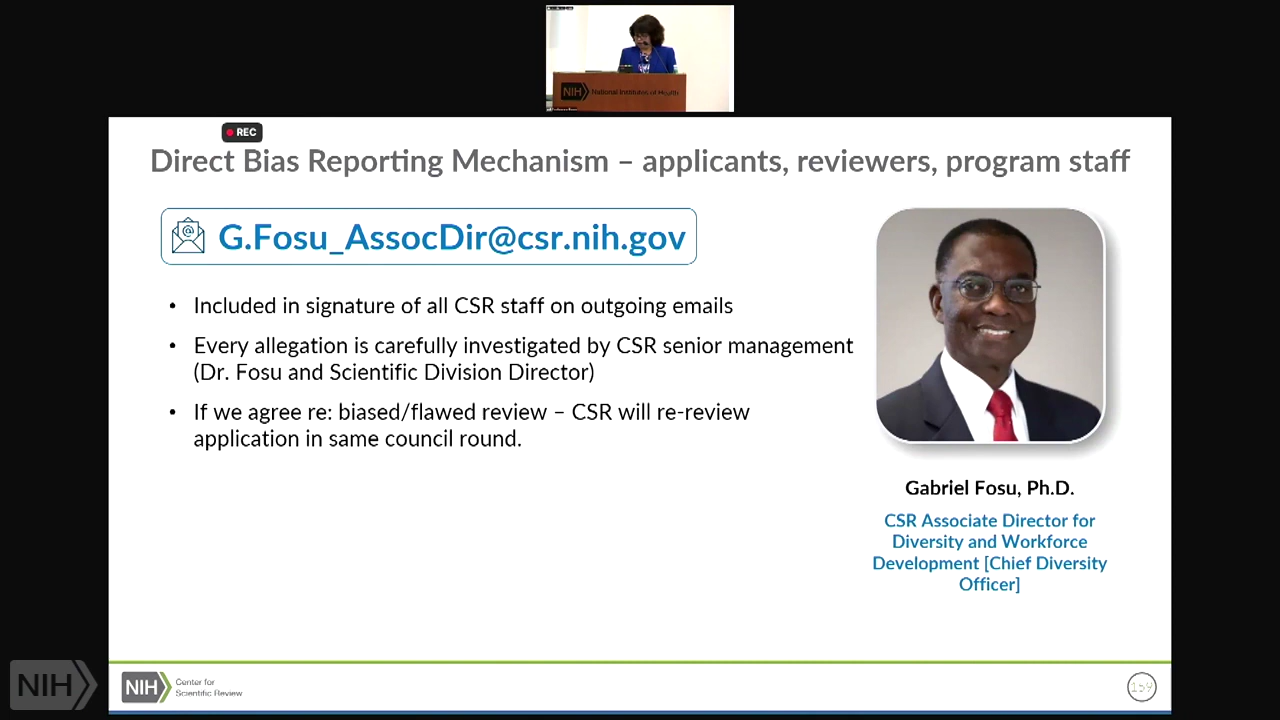 NIH National Institutes of Health
REC
Direct Bias Reporting Mechanism – applicants, reviewers, program staff
G.Fosu_AssocDir@csr.nih.gov
• Included in signature of all CSR staff on outgoing emails
• Every allegation is carefully investigated by CSR senior management
(Dr. Fosu and Scientific Division Director)
• If we agree re: biased/flawed review – CSR will re-review
application in same council round.
Gabriel Fosu, Ph.D.
CSR Associate Director for
Diversity and Workforce
Development [Chief Diversity
Officer]
NIH
NIH
Center for
Scientific Review
159